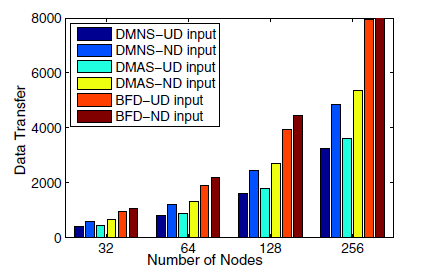 8000
6000
4000
2000
0
Data Transfer
DMNS-UD input
DMNS-ND input
DMAS-UD input
DMAS-ND input
BFD-UD input
BFD-ND input
32 64 128 256
Number of Nodes